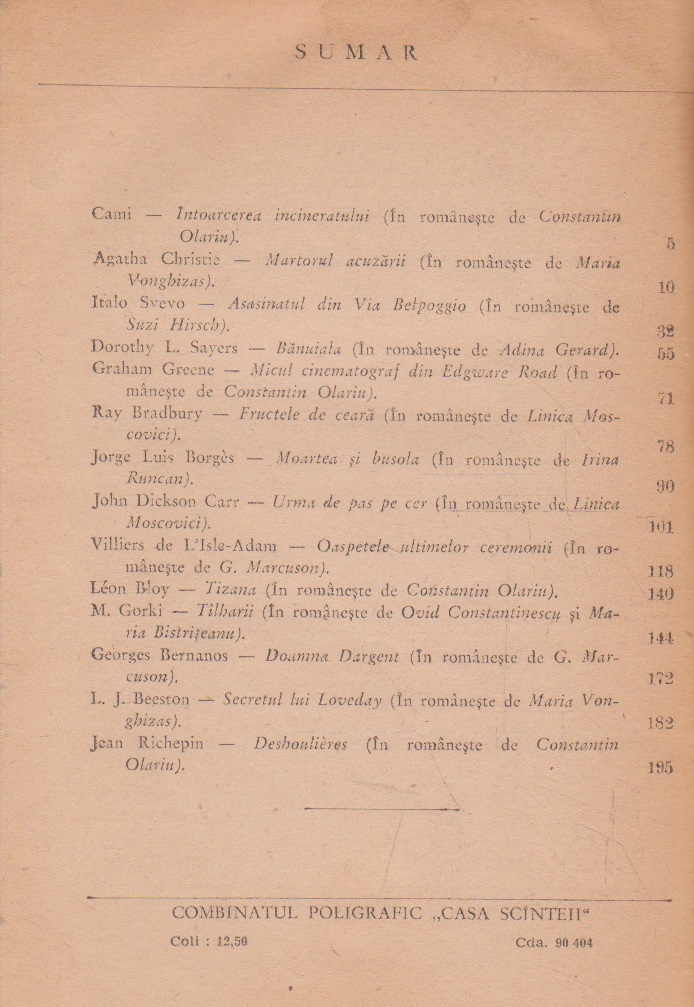 SUMAR
Cami — Întoarcerea incineratului (În românește de Constantin
Olariu). 5
Agatha Christie — Martorul acuzării (În românește de Maria
Vonghizas). 10
Italo Svevo — Asasinatul din Via Belpoggio (În românește de
Suzi Hirsch). 32
Dorothy L. Sayers — Bănuiala (În românește de Adina Gerard). 55
Graham Greene — Micul cinematograf din Edgware Road (În ro-
mânește de Constantin Olariu). 71
Ray Bradbury — Fructele de ceară (În românește de Linica Mos-
covici). 78
Jorge Luis Borgès — Moartea și busola (În românește de Irina
Runcan). 90
John Dickson Carr — Urma de pas pe cer (În românește de Linica
Moscovici). 101
Villiers de L'Isle-Adam — Oaspetele ultimelor ceremonii (În ro-
mânește de G. Marcuson). 118
Léon Bloy — Tizana (În românește de Constantin Olariu). 140
M. Gorki — Tîlharii (În românește de Ovid Constantinescu și Ma-
ria Bistrițeanu). 144
Georges Bernanos — Doamna Dargent (În românește de G. Mar-
cuson). 172
L. J. Beeston — Secretul lui Loveday (În românește de Maria Von-
ghizas). 182
Jean Richepin — Deshoulières (În românește de Constantin
Olariu). 195
COMBINATUL POLIGRAFIC „CASA SCÎNTEII“
Coli : 12,50 Cda. 90 404